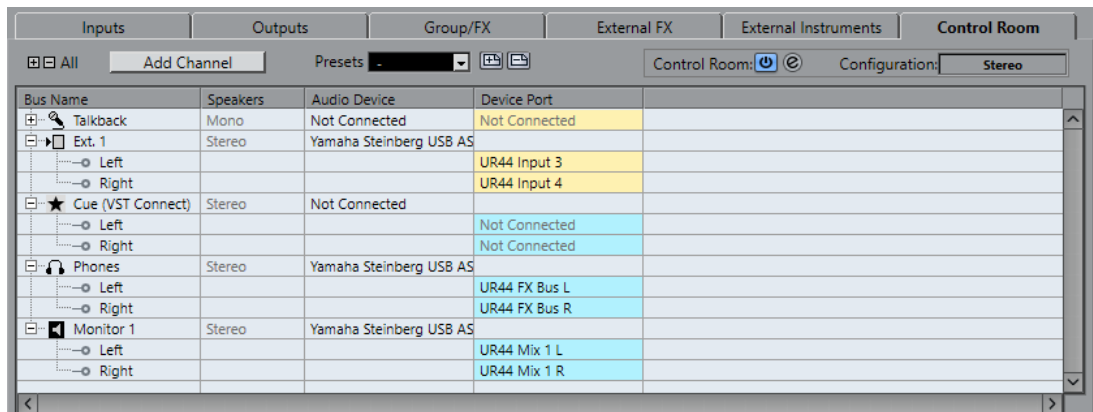 Inputs Outputs Group/FX External FX External Instruments Control Room
All Add Channel Presets - Control Room: e Configuration: Stereo
Bus Name Speakers Audio Device Device Port
Talkback Mono Not Connected Not Connected
Ext. 1 Stereo Yamaha Steinberg USB AS
Left UR44 Input 3
Right UR44 Input 4
Cue (VST Connect) Stereo Not Connected
Left Not Connected
Right Not Connected
Phones Stereo Yamaha Steinberg USB AS
Left UR44 FX Bus L
Right UR44 FX Bus R
Monitor 1 Stereo Yamaha Steinberg USB AS
Left UR44 Mix 1 L
Right UR44 Mix 1 R